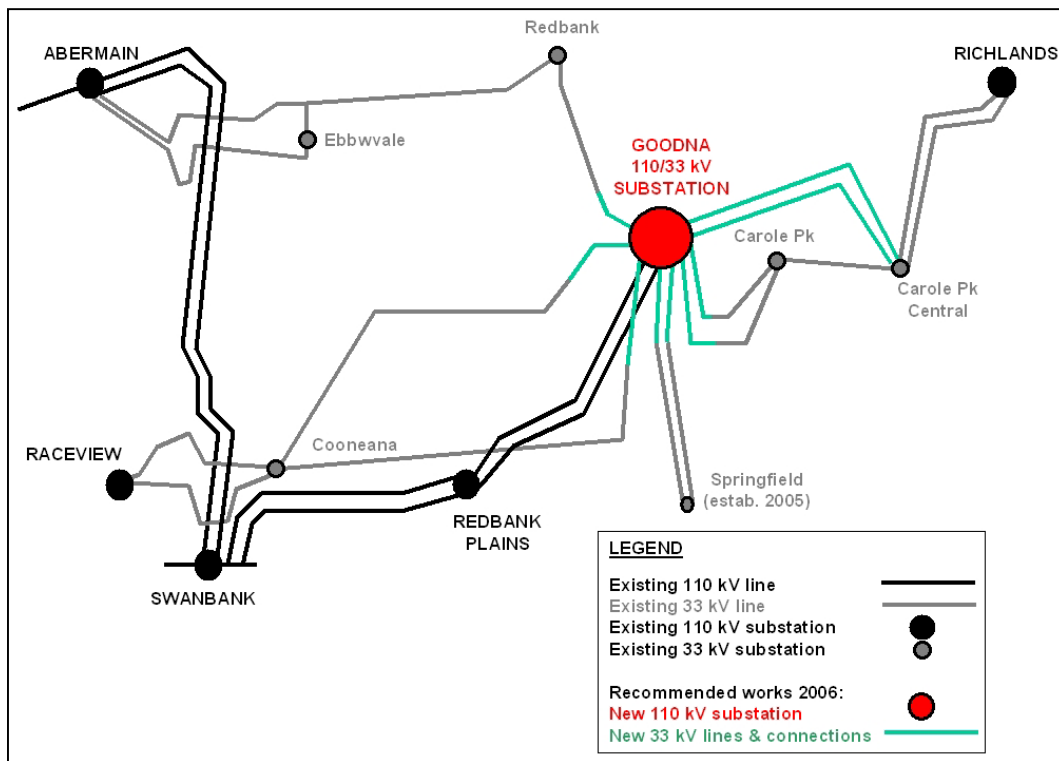 Redbank
ABERMAIN
RICHLANDS
Ebbwvale
GOODNA
110/33 kV
SUBSTATION
Carole Pk
Carole Pk
Central
Cooneana
RACEVIEW
Springfield
(estab. 2005)
REDBANK
PLAINS
SWANBANK
LEGEND
Existing 110 kV line
Existing 33 kV line
Existing 110 kV substation
Existing 33 kV substation
Recommended works 2006:
New 110 kV substation
New 33 kV lines & connections